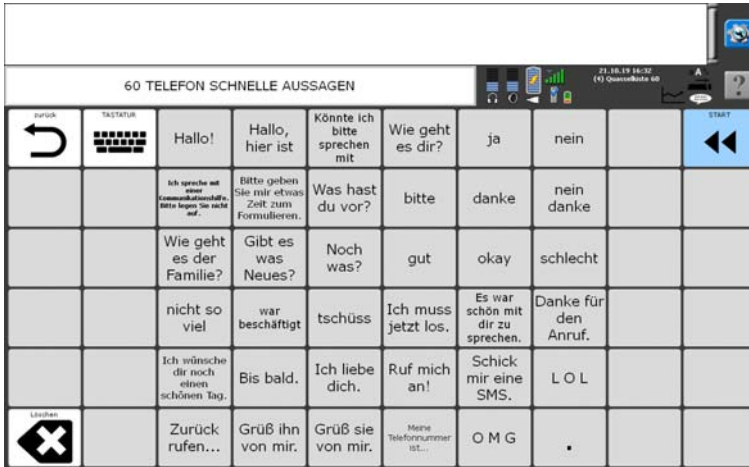 60 TELEFON SCHNELLE AUSSAGEN
21.10.19 16:32
(4) Quasselkiste 60
A
?
zurück
TASTATUR
Hallo!
Hallo,
hier ist
Könnte ich
bitte
sprechen
mit
Wie geht
es dir?
ja
nein
START
Ich spreche mit
einer
Kommunikationshilfe.
Bitte legen Sie nicht
auf.
Bitte geben
Sie mir etwas
Zeit zum
Formulieren.
Was hast
du vor?
bitte
danke
nein
danke
Wie geht
es der
Familie?
Gibt es
was
Neues?
Noch
was?
gut
okay
schlecht
nicht so
viel
war
beschäftigt
tschüss
Ich muss
jetzt los.
Es war
schön mit
dir zu
sprechen.
Danke für
den
Anruf.
Ich wünsche
dir noch
einen
schönen Tag.
Bis bald.
Ich liebe
dich.
Ruf mich
an!
Schick
mir eine
SMS.
L O L
Löschen
Zurück
rufen...
Grüß ihn
von mir.
Grüß sie
von mir.
Meine
Telefonnummer
ist...
O M G
.